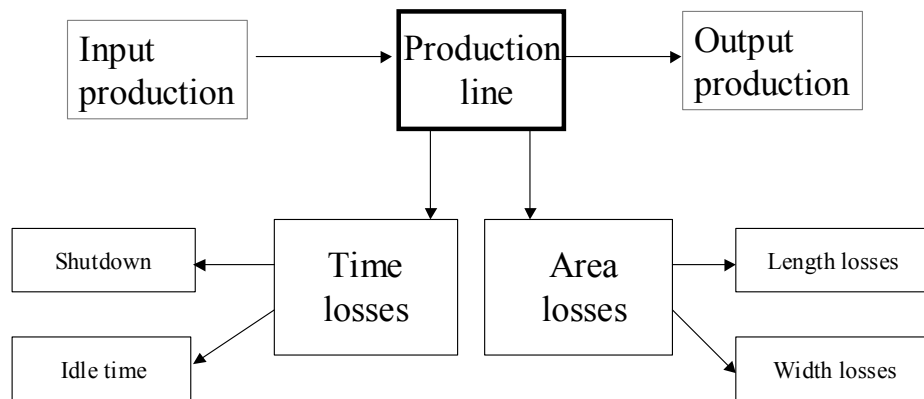 Input
production
Production
line
Output
production
Shutdown
Time
losses
Area
losses
Length losses
Idle time
Width losses